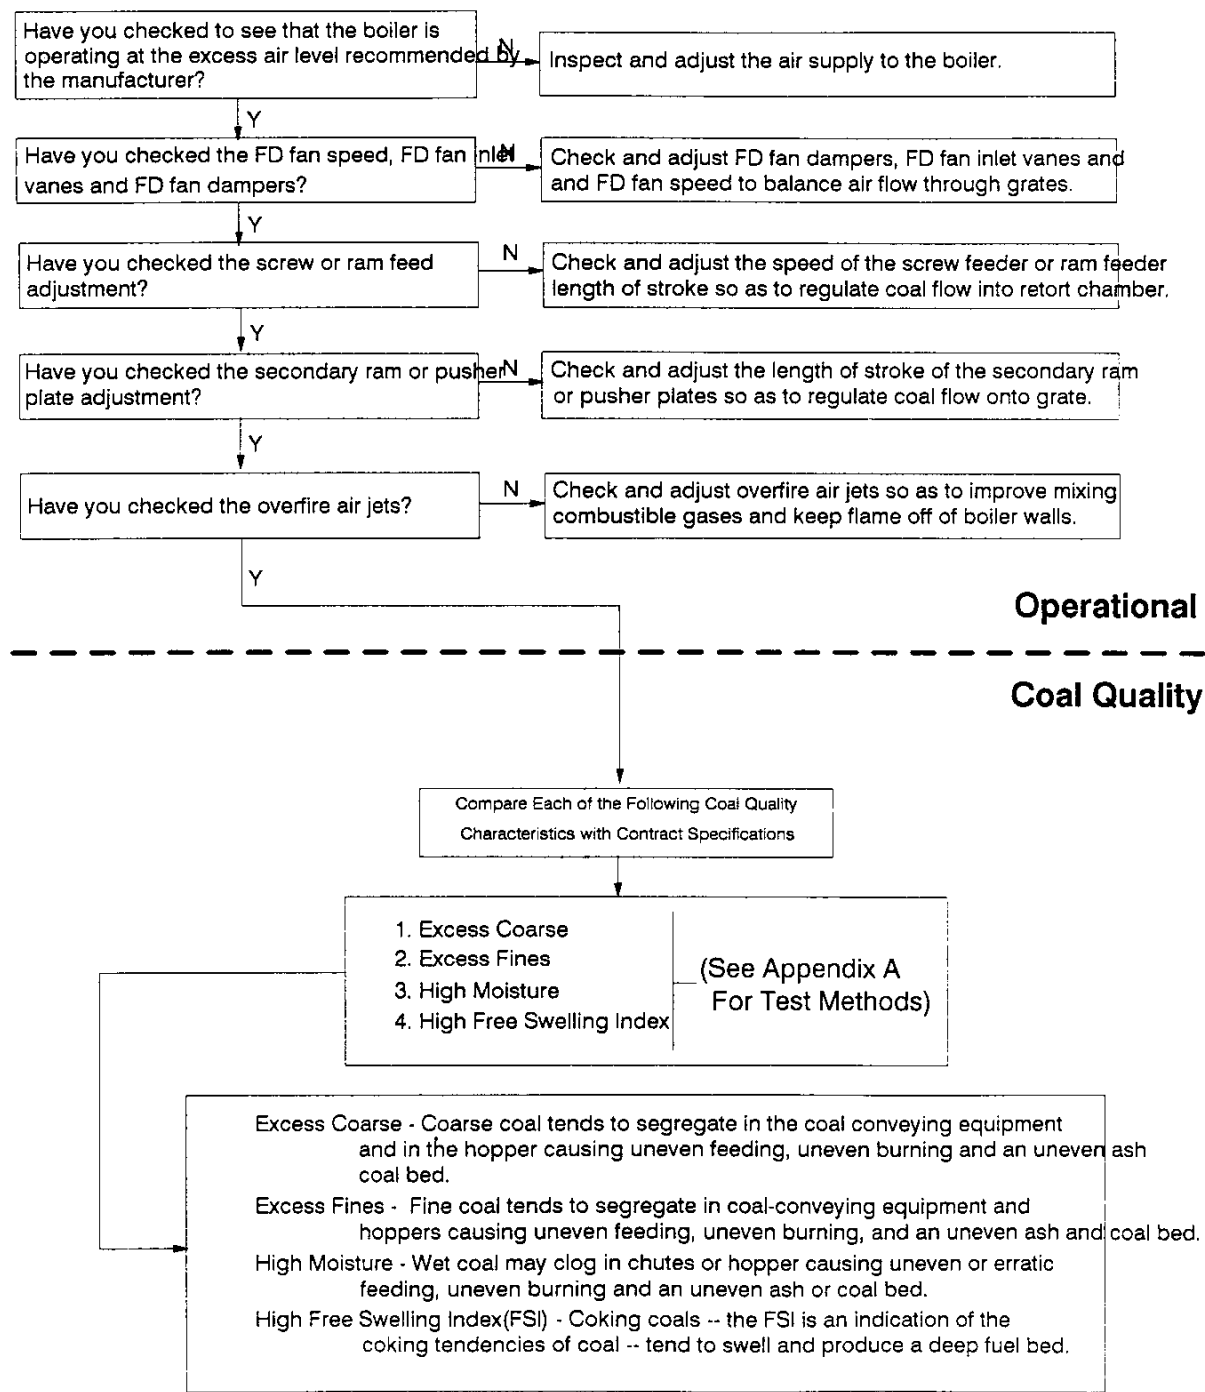 Have you checked to see that the boiler is
operating at the excess air level recommended by
the manufacturer?
N
Inspect and adjust the air supply to the boiler.
Y
Have you checked the FD fan speed, FD fan inlet
vanes and FD fan dampers?
N
Check and adjust FD fan dampers, FD fan inlet vanes and
and FD fan speed to balance air flow through grates.
Y
Have you checked the screw or ram feed
adjustment?
N
Check and adjust the speed of the screw feeder or ram feeder
length of stroke so as to regulate coal flow into retort chamber.
Y
Have you checked the secondary ram or pusher
plate adjustment?
N
Check and adjust the length of stroke of the secondary ram
or pusher plates so as to regulate coal flow onto grate.
Y
Have you checked the overfire air jets?
N
Check and adjust overfire air jets so as to improve mixing
combustible gases and keep flame off of boiler walls.
Y
Operational
Coal Quality
Compare Each of the Following Coal Quality
Characteristics with Contract Specifications
1. Excess Coarse
2. Excess Fines
3. High Moisture
4. High Free Swelling Index
(See Appendix A
For Test Methods)
Excess Coarse - Coarse coal tends to segregate in the coal conveying equipment
and in the hopper causing uneven feeding, uneven burning and an uneven ash
coal bed.
Excess Fines - Fine coal tends to segregate in coal-conveying equipment and
hoppers causing uneven feeding, uneven burning, and an uneven ash and coal bed.
High Moisture - Wet coal may clog in chutes or hopper causing uneven or erratic
feeding, uneven burning and an uneven ash or coal bed.
High Free Swelling Index(FSI) - Coking coals -- the FSI is an indication of the
coking tendencies of coal -- tend to swell and produce a deep fuel bed.